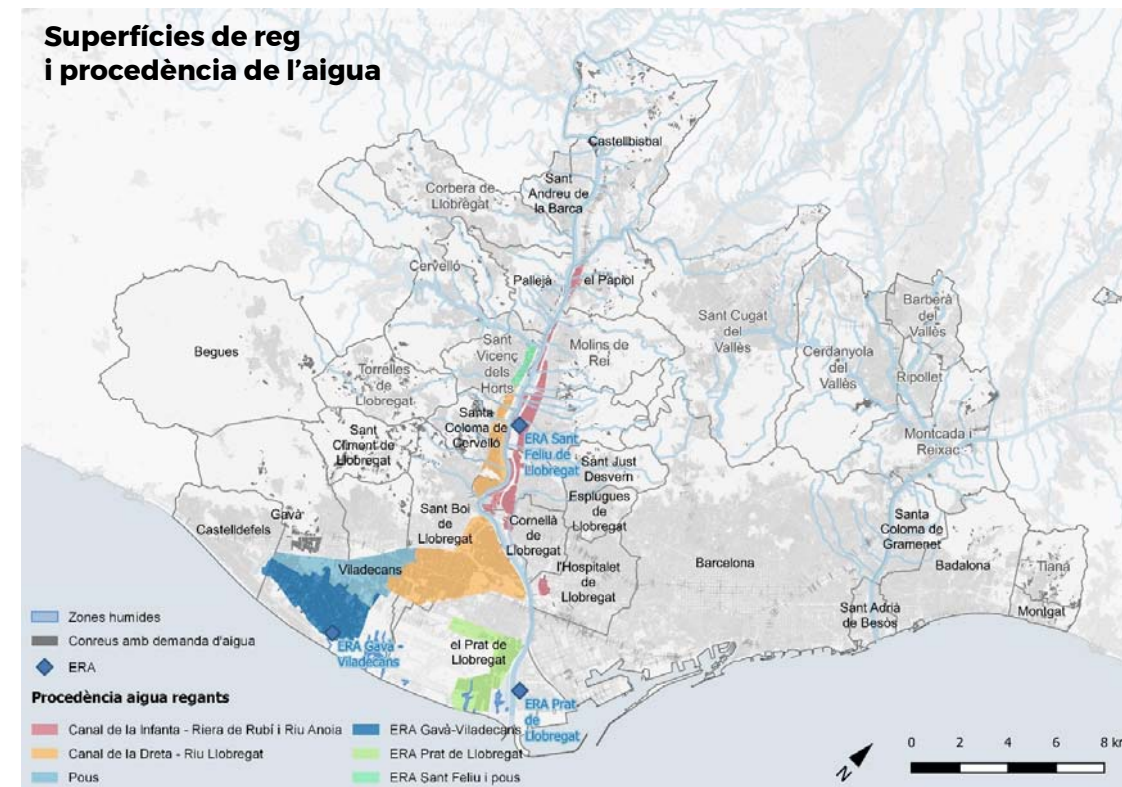 Superfícies de reg
i procedència de l'aigua
Castellbisbal
Sant
Andreu de
la Barca
Corbera de
Llobregat
Cervelló
Pallejà
el Papiol
Sant Cugat
del
Vallès
Barberà
del
Vallès
Begues
Sant
Vicenç
dels
Horts
Molins de
Rei
Cerdanyola
del
Vallès
Ripollet
Torrelles
de
Llobregat
Santa
Coloma de
Cervelló
Sant
Climent de
Llobregat
ERA Sant
Feliu de
Llobregat
Montcada i
Reixac
Sant Just
Desvern
Esplugues
de
Llobregat
Gavà
Castelldefels
Sant Boi
de
Llobregat
Cornellà
de
Llobregat
Santa
Coloma de
Gramenet
Viladecans
l'Hospitalet
de
Llobregat
Barcelona
Badalona
Tiana
Sant Adrià
de Besòs
Montgat
ERA Gavà -
Viladecans
el Prat de
Llobregat
ERA Prat
de
Llobregat
Zones humides
Conreus amb demanda d'aigua
ERA
Procedència aigua regants
Canal de la Infanta - Riera de Rubí i Riu Anoia
Canal de la Dreta - Riu Llobregat
Pous
ERA Gavà-Viladecans
ERA Prat de Llobregat
ERA Sant Feliu i pous
N
0 2 4 6 8 km